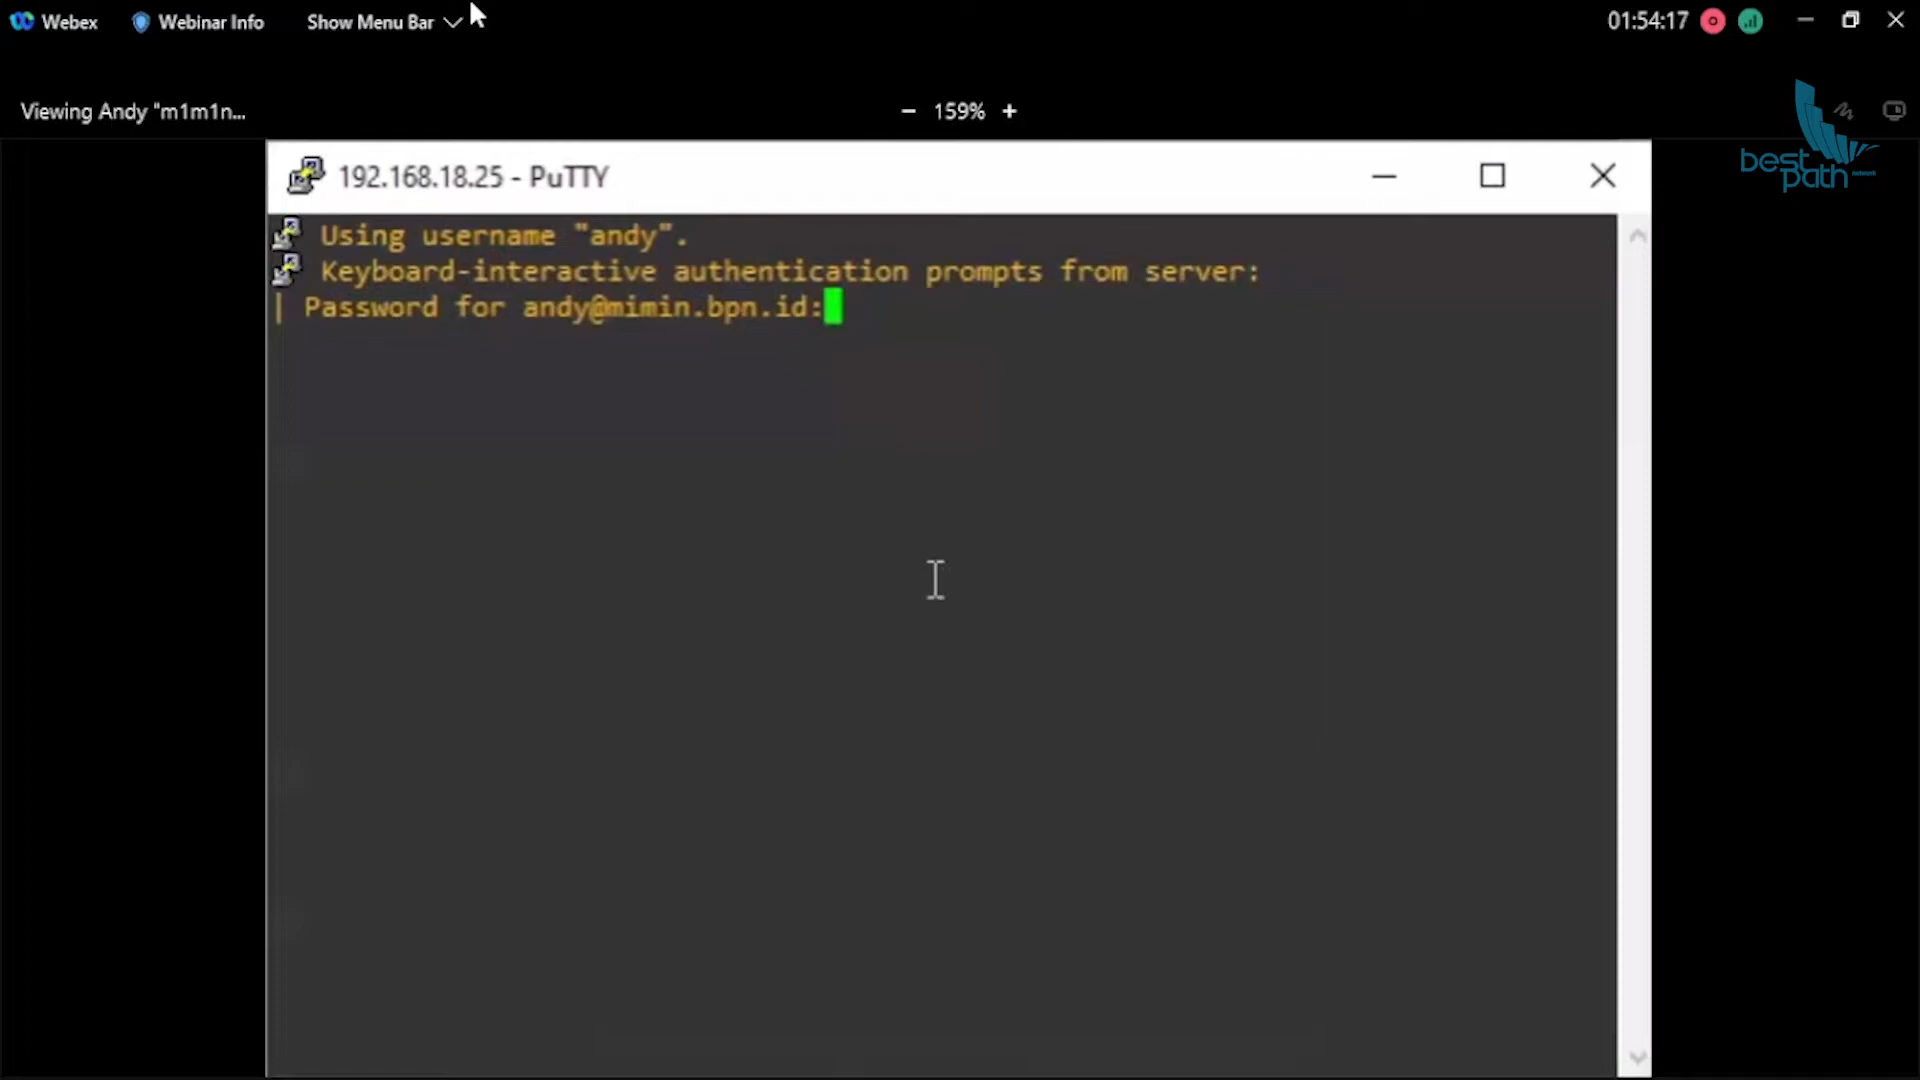 Webex
Webinar Info
Show Menu Bar
01:54:17
Viewing Andy "m1m1n...
159%
best path network
192.168.18.25 - PuTTY
Using username "andy".
Keyboard-interactive authentication prompts from server:
| Password for andy@mimin.bpn.id: